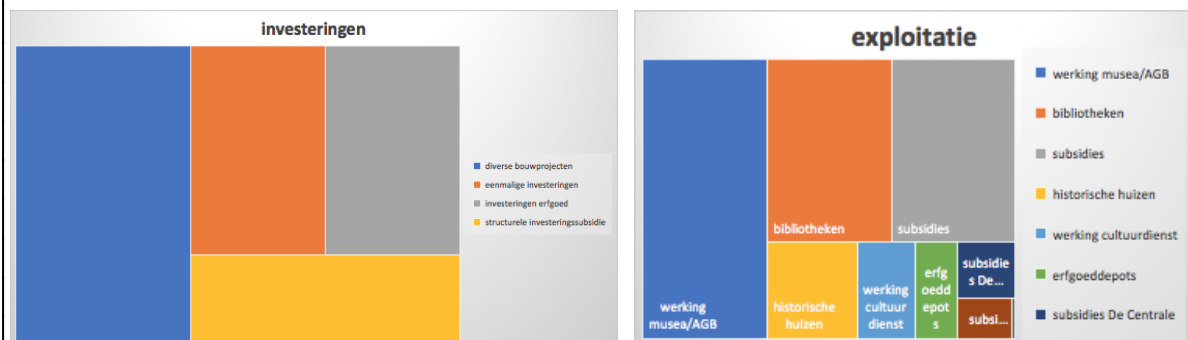 investeringen
diverse bouwprojecten
eenmalige investeringen
investeringen erfgoed
structurele investeringssubsidie
exploitatie
bibliotheken
subsidies
werking
musea/AGB
historische
huizen
werking
cultuur
dienst
erfg
oedd
epot
s
subsidie
s De...
subsi...
werking musea/AGB
bibliotheken
subsidies
historische huizen
werking cultuurdienst
erfgoeddepots
subsidies De Centrale